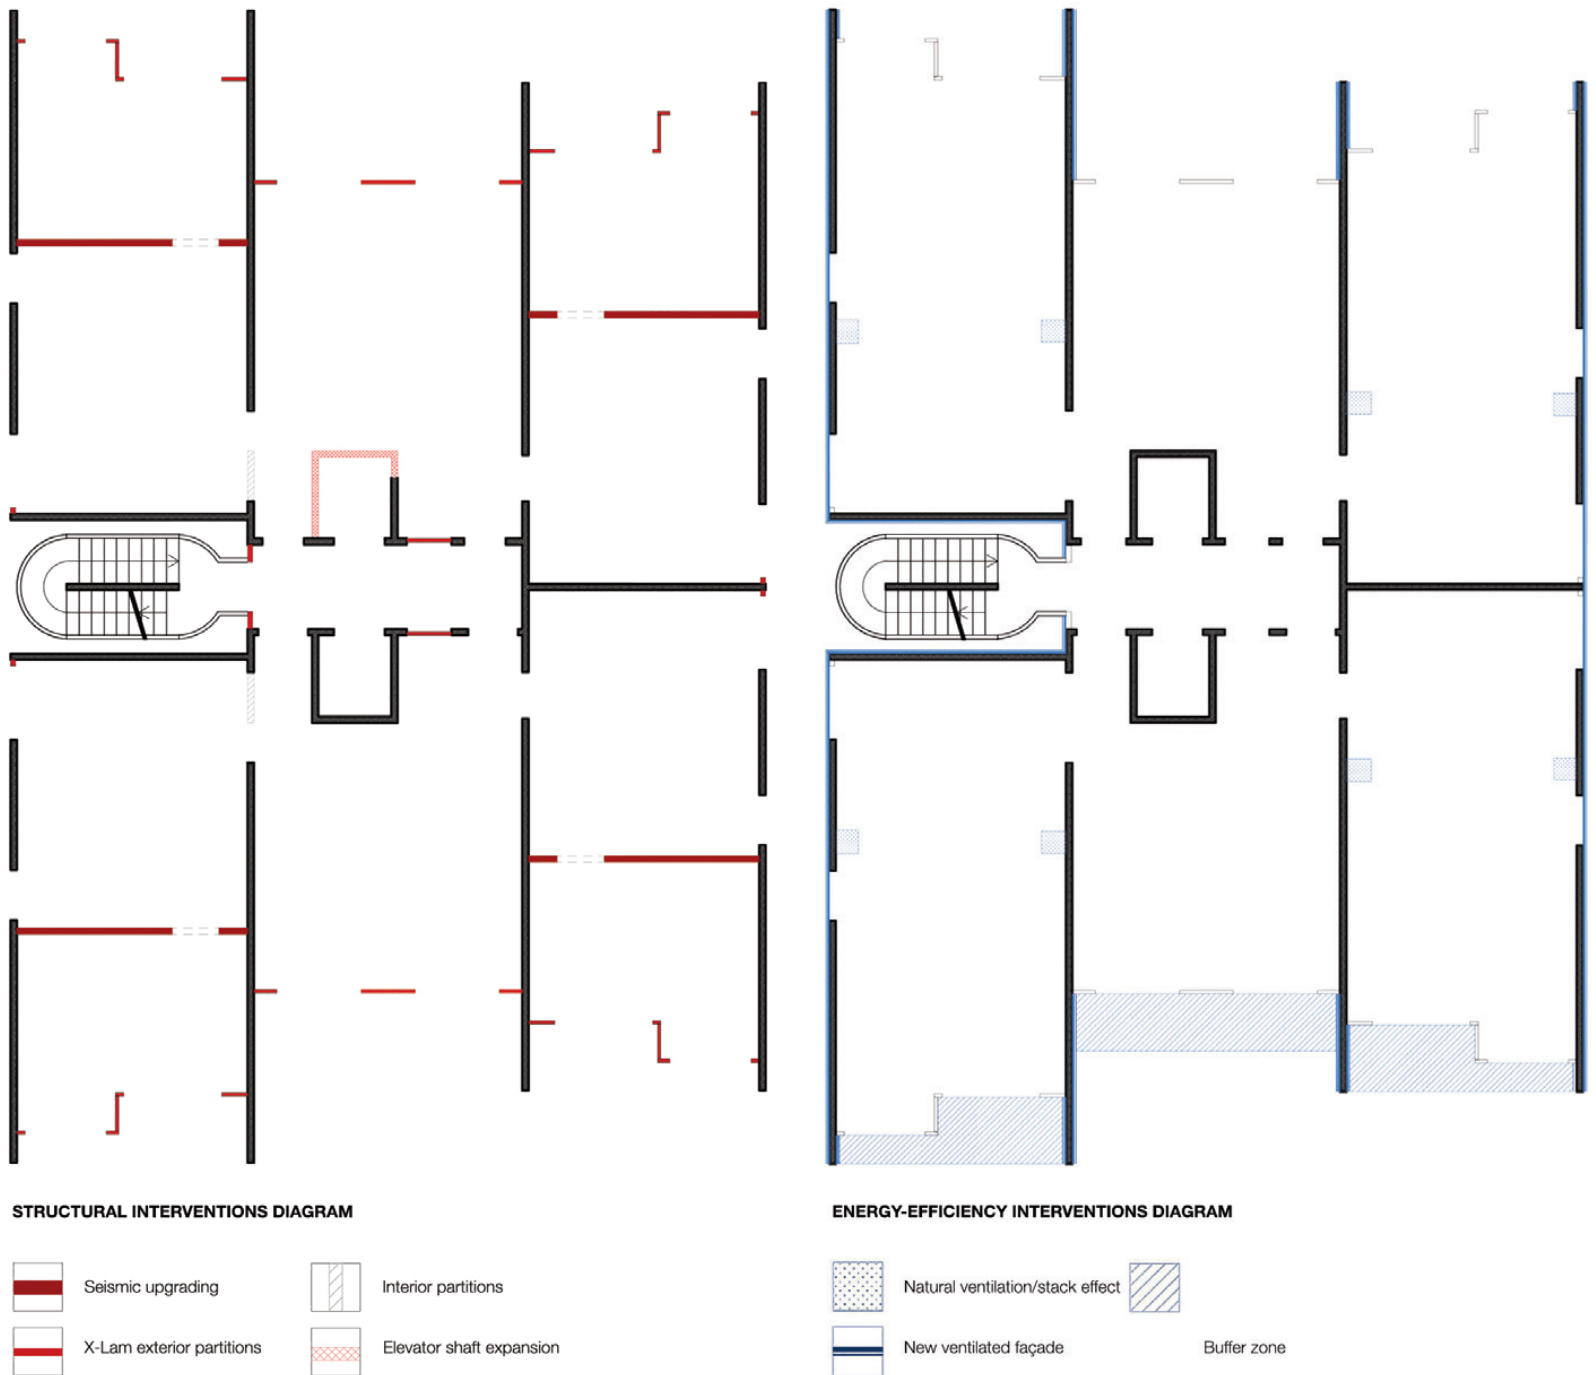 STRUCTURAL INTERVENTIONS DIAGRAM
Seismic upgrading
Interior partitions
X-Lam exterior partitions
Elevator shaft expansion
ENERGY-EFFICIENCY INTERVENTIONS DIAGRAM
Natural ventilation/stack effect
New ventilated façade
Buffer zone